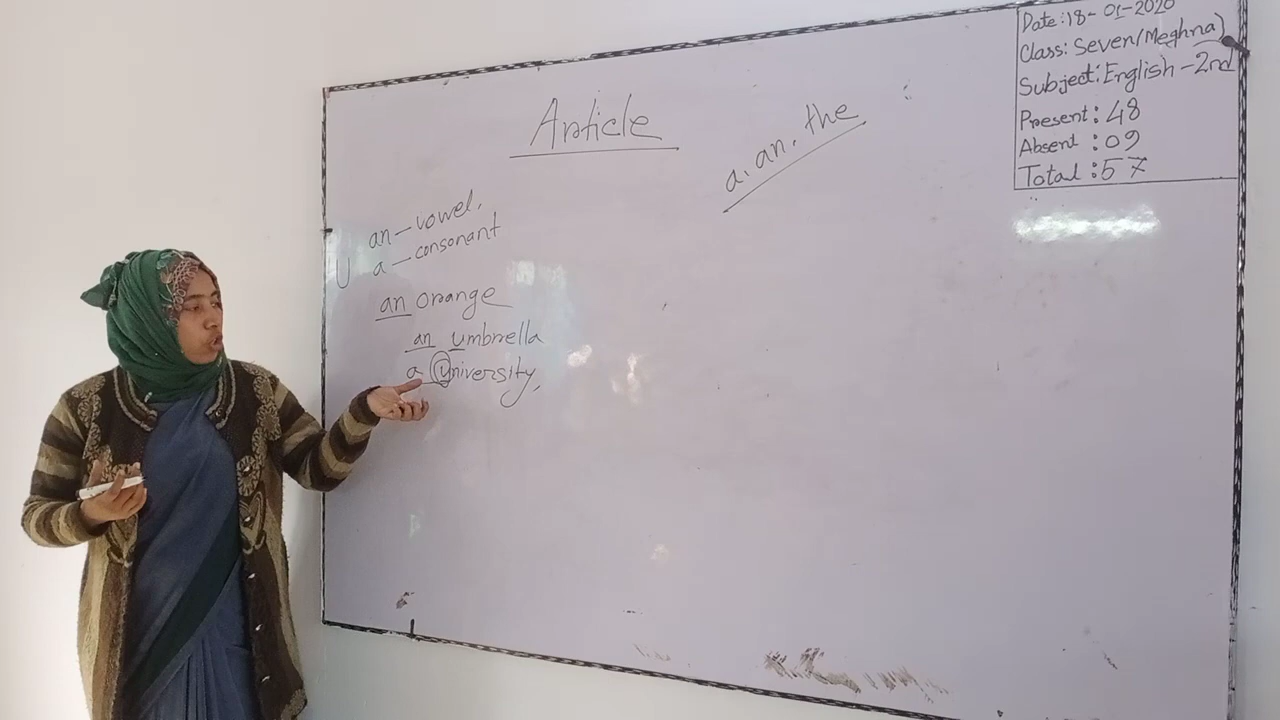 Article
a. an. the
Date: 18-01-2020
Class: Seven/Meghna)
Subject: English-2nd
Present: 48
Absent: 09
Total: 57
an-vowel.
U a-consonant
an orange
an umbrella
a University,